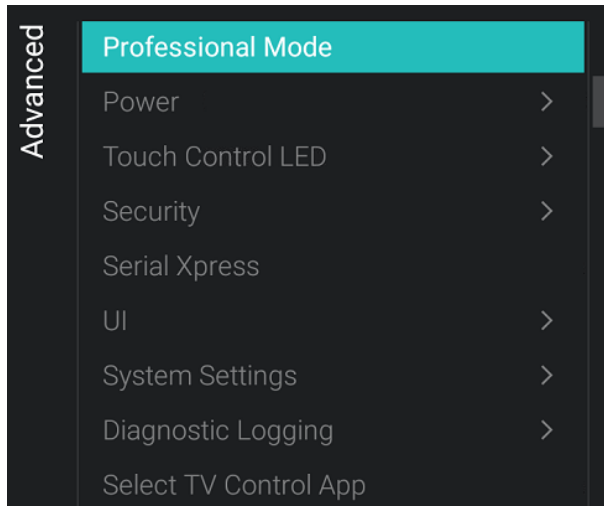 Advanced
Professional Mode
Power
Touch Control LED
Security
Serial Xpress
UI
System Settings
Diagnostic Logging
Select TV Control App